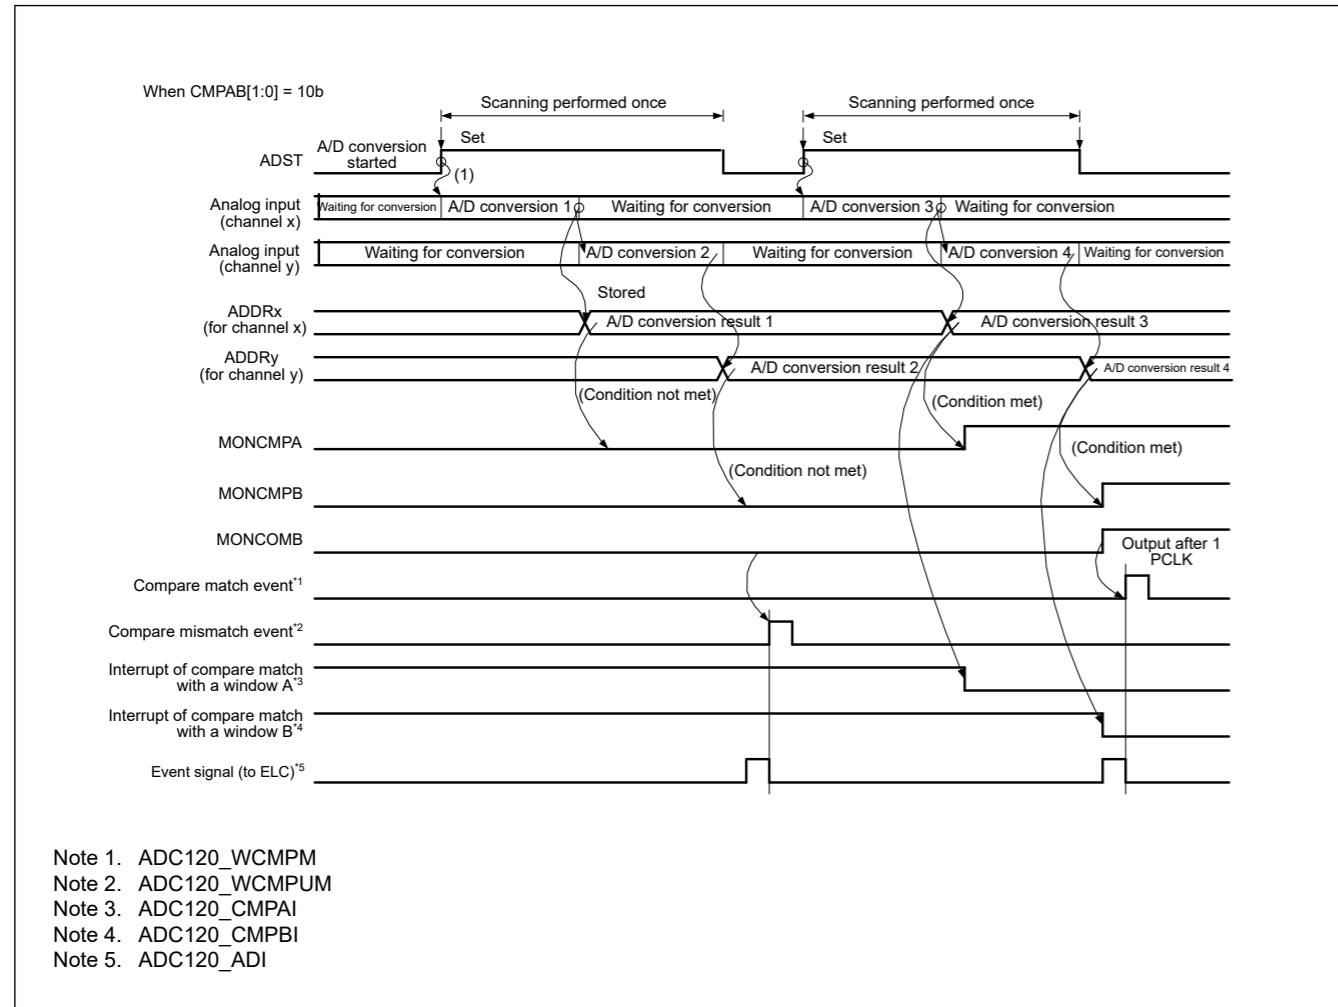 When CMPAB[1:0] = 10b
Scanning performed once
Scanning performed once
ADST
A/D conversion
started
Set
Set
(1)
Analog input
(channel x)
Waiting for conversion
A/D conversion 1
Waiting for conversion
A/D conversion 3
Waiting for conversion
Analog input
(channel y)
Waiting for conversion
A/D conversion 2
Waiting for conversion
A/D conversion 4
Waiting for conversion
Stored
ADDRx
(for channel x)
A/D conversion result 1
A/D conversion result 3
ADDRy
(for channel y)
A/D conversion result 2
A/D conversion result 4
(Condition not met)
(Condition met)
MONCMPA
(Condition met)
(Condition not met)
MONCMPB
MONCOMB
Output after 1
PCLK
Compare match event*1
Compare mismatch event*2
Interrupt of compare match
with a window A*3
Interrupt of compare match
with a window B*4
Event signal (to ELC)*5
Note 1. ADC120_WCMPM
Note 2. ADC120_WCMPUM
Note 3. ADC120_CMPAI
Note 4. ADC120_CMPBI
Note 5. ADC120_ADI